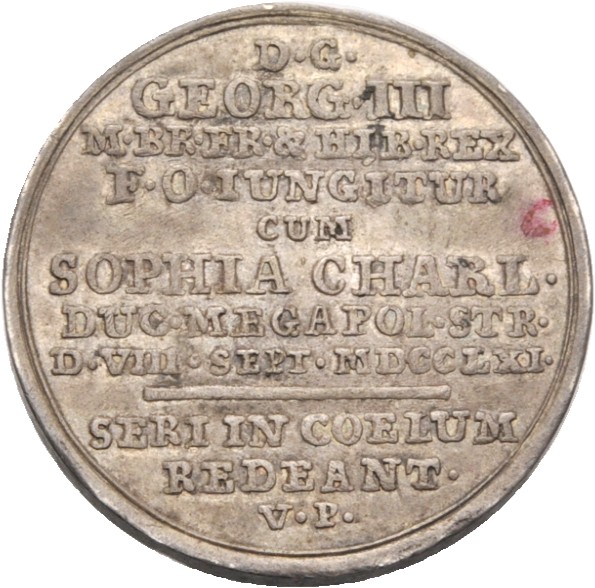 D·G·
GEORG·III
M·BR·FR·& HIB·REX
F·O·IUNGITUR
CUM
SOPHIA CHARL·
DUC·MEGAPOL·STR·
D·VIII·SEPT·MDCCLXI·
SERI IN COELUM
REDEANT·
V·P·